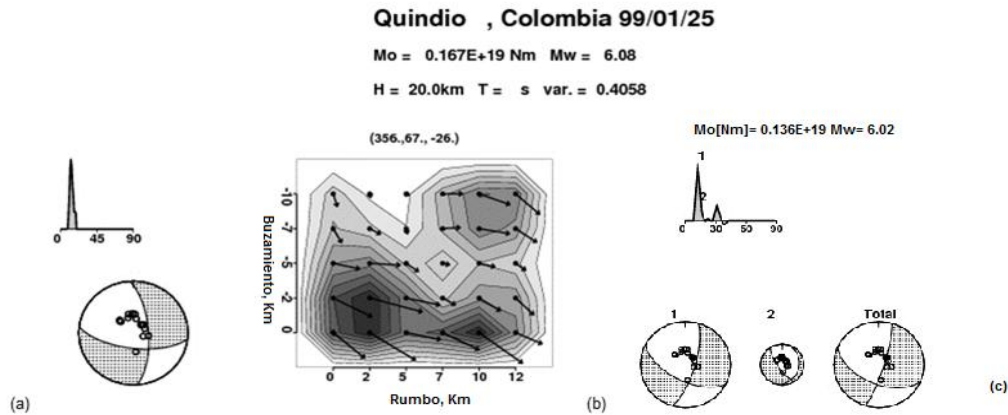 Quindio , Colombia 99/01/25
Mo = 0.167E+19 Nm Mw = 6.08
H = 20.0km T = s var. = 0.4058
(356.,67., -26.)
Mo[Nm]= 0.136E+19 Mw= 6.02
1
2
0 45 90
0 30 90
-10
-7
-5
-2
0
Buzamiento, Km
0 2 5 7 10 12
Rumbo, Km
1 2 Total
(a) (b) (c)